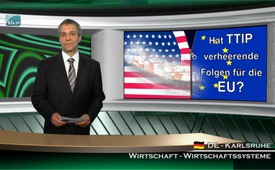 Hat TTIP
verheerende
Folgen für die
EU?
DE - Karlsruhe
Wirtschaft - Wirtschaftssysteme